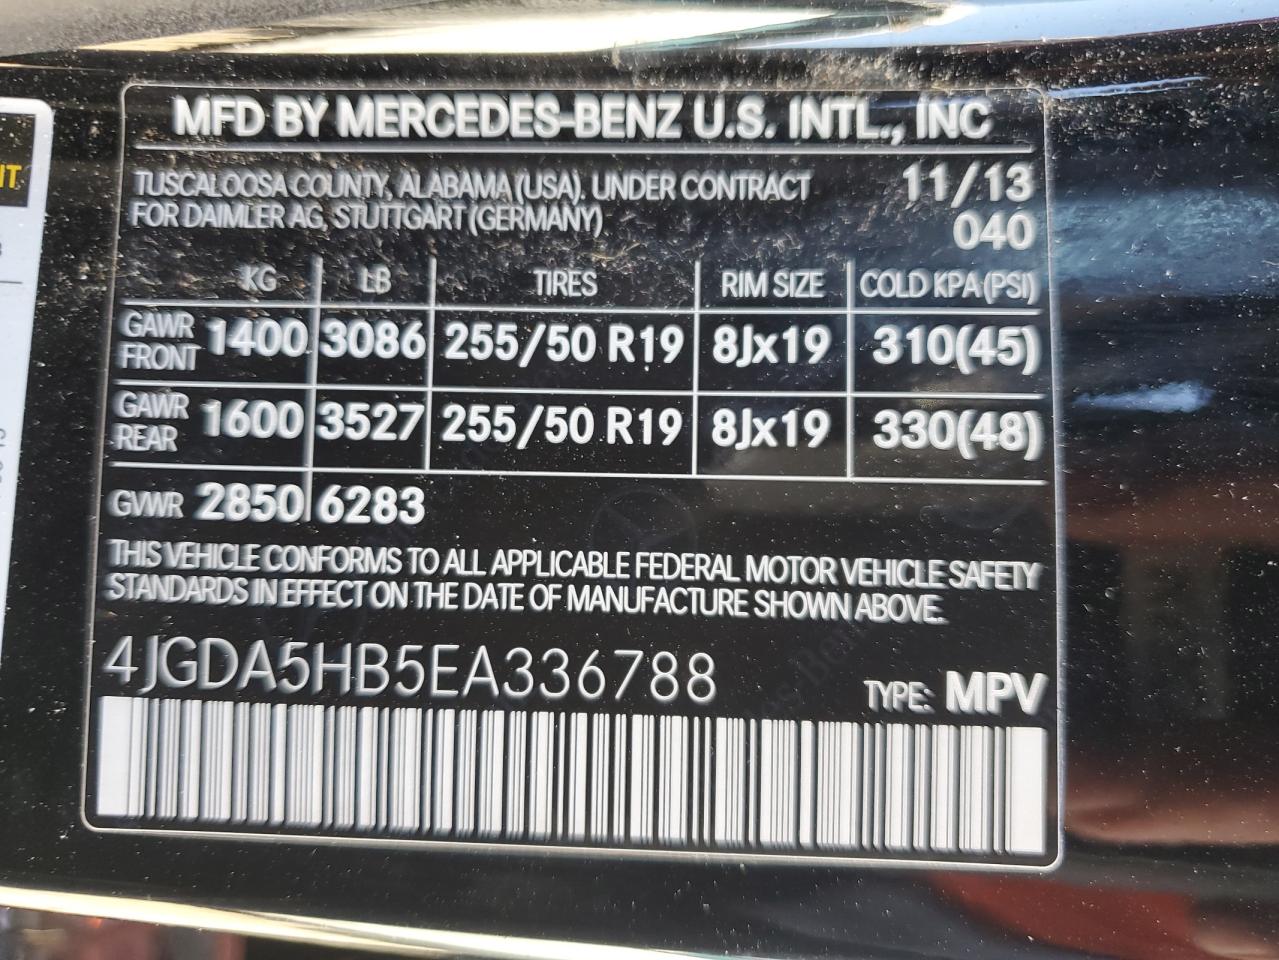 MFD BY MERCEDES-BENZ U.S. INTL., INC
TUSCALOOSA COUNTY, ALABAMA (USA). UNDER CONTRACT 11/13
FOR DAIMLER AG, STUTTGART (GERMANY) 040
KG LB TIRES RIM SIZE COLD KPA (PSI)
GAWR FRONT 1400 3086 255/50 R19 8Jx19 310(45)
GAWR REAR 1600 3527 255/50 R19 8Jx19 330(48)
GVWR 2850 6283
THIS VEHICLE CONFORMS TO ALL APPLICABLE FEDERAL MOTOR VEHICLE SAFETY
STANDARDS IN EFFECT ON THE DATE OF MANUFACTURE SHOWN ABOVE.
4JGDA5HB5EA336788 TYPE: MPV